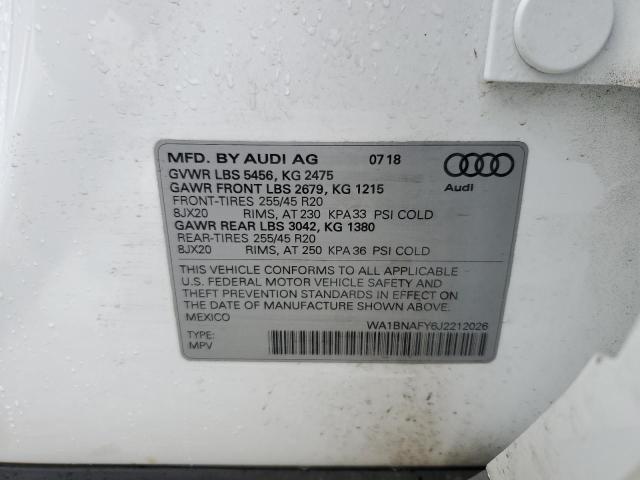 MFD. BY AUDI AG 07 18
GVWR LBS 5456, KG 2475
GAWR FRONT LBS 2679, KG 1215
FRONT-TIRES 255/45 R20
8JX20 RIMS, AT 230 KPA 33 PSI COLD
GAWR REAR LBS 3042, KG 1380
REAR-TIRES 255/45 R20
8JX20 RIMS, AT 250 KPA 36 PSI COLD
Audi
THIS VEHICLE CONFORMS TO ALL APPLICABLE
U.S. FEDERAL MOTOR VEHICLE SAFETY AND
THEFT PREVENTION STANDARDS IN EFFECT ON
THE DATE OF MANUFACTURE SHOWN ABOVE.
MEXICO
WA1BNAFY6J2212026
TYPE:
MPV